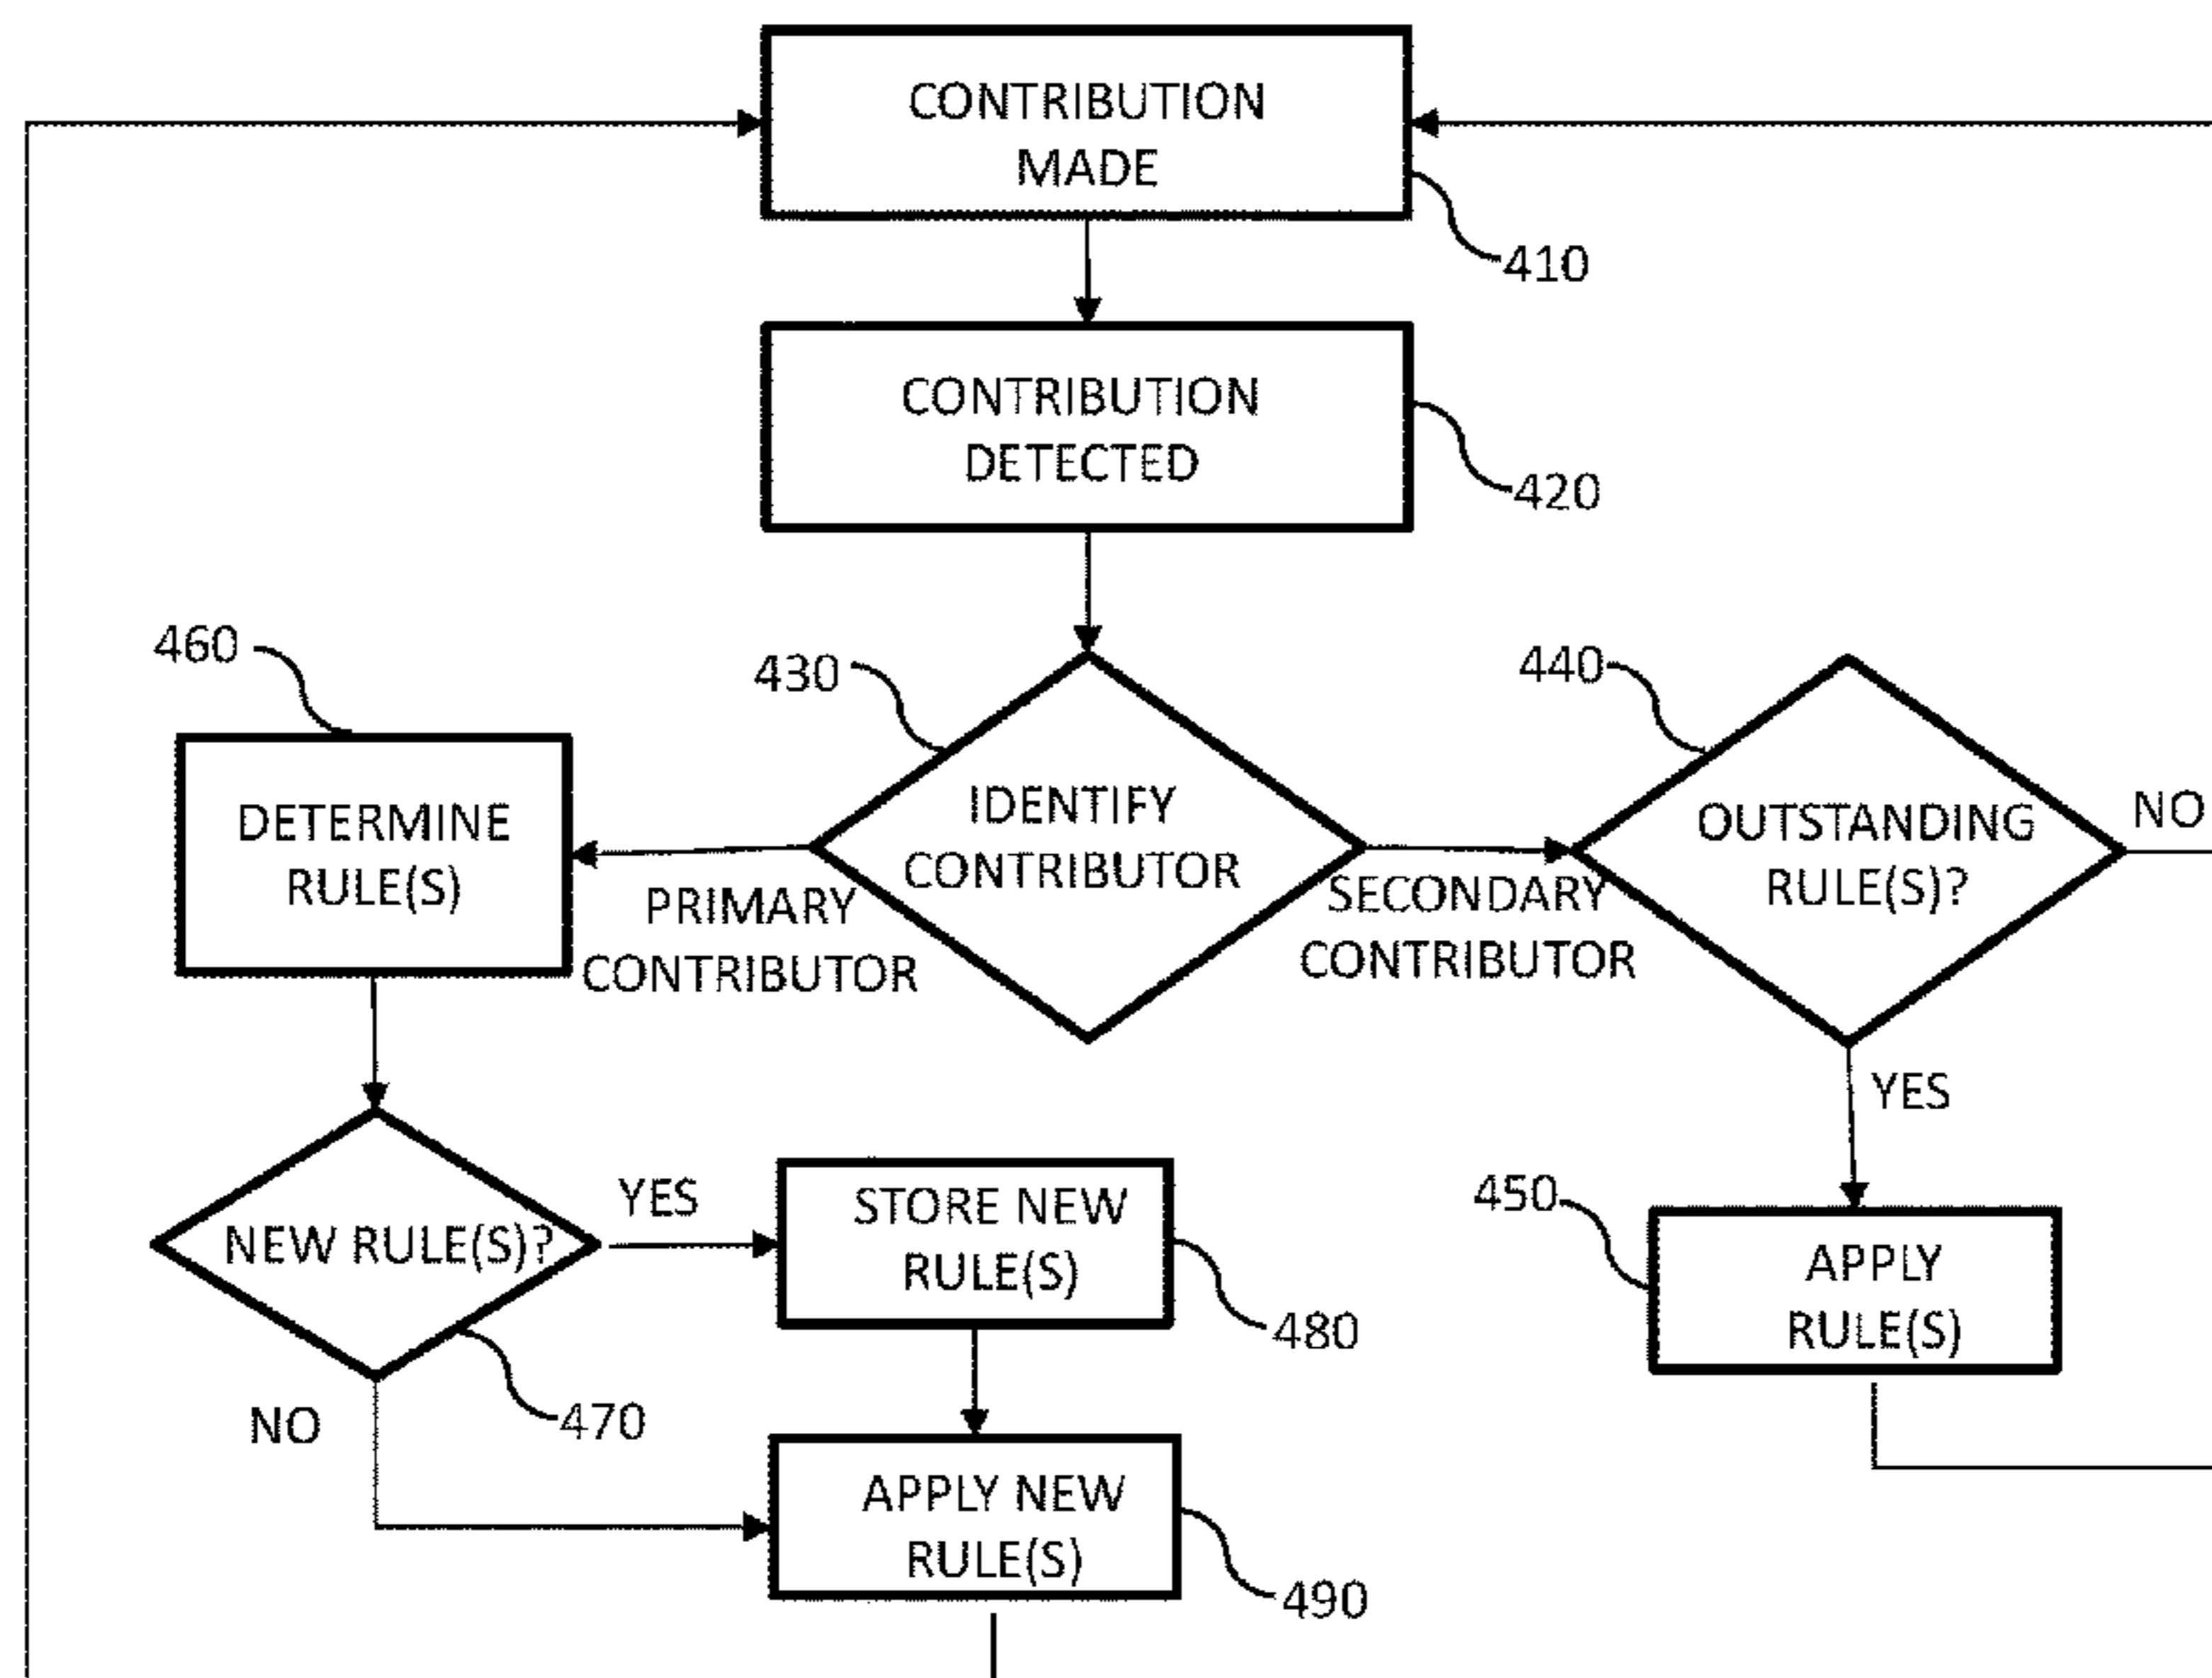 CONTRIBUTION
MADE
410
CONTRIBUTION
DETECTED
420
460
430
440
DETERMINE
RULE(S)
IDENTIFY
CONTRIBUTOR
OUTSTANDING
RULE(S)?
NO
PRIMARY
CONTRIBUTOR
SECONDARY
CONTRIBUTOR
YES
NEW RULE(S)?
YES
STORE NEW
RULE(S)
450
APPLY
RULE(S)
480
NO
470
APPLY NEW
RULE(S)
490